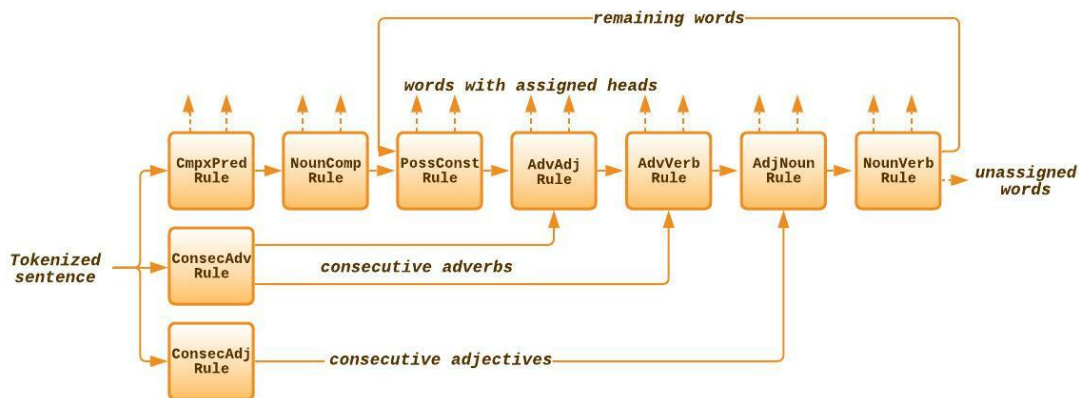 remaining words
words with assigned heads
CmpxPred
Rule
NounComp
Rule
PossConst
Rule
AdvAdj
Rule
AdvVerb
Rule
AdjNoun
Rule
NounVerb
Rule
unassigned
words
Tokenized
sentence
ConsecAdv
Rule
consecutive adverbs
ConsecAdj
Rule
consecutive adjectives